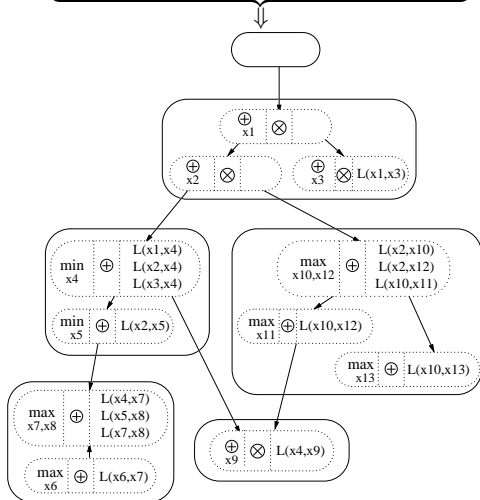 ⊕
x1
⊗
⊕
x2
⊗
⊕
x3
⊗
L(x1,x3)
min
x4
⊕
L(x1,x4)
L(x2,x4)
L(x3,x4)
min
x5
⊕
L(x2,x5)
max
x10,x12
⊕
L(x2,x10)
L(x2,x12)
L(x10,x11)
max
x11
⊕
L(x10,x12)
max
x13
⊕
L(x10,x13)
max
x7,x8
⊕
L(x4,x7)
L(x5,x8)
L(x7,x8)
max
x6
⊕
L(x6,x7)
⊕
x9
⊗
L(x4,x9)